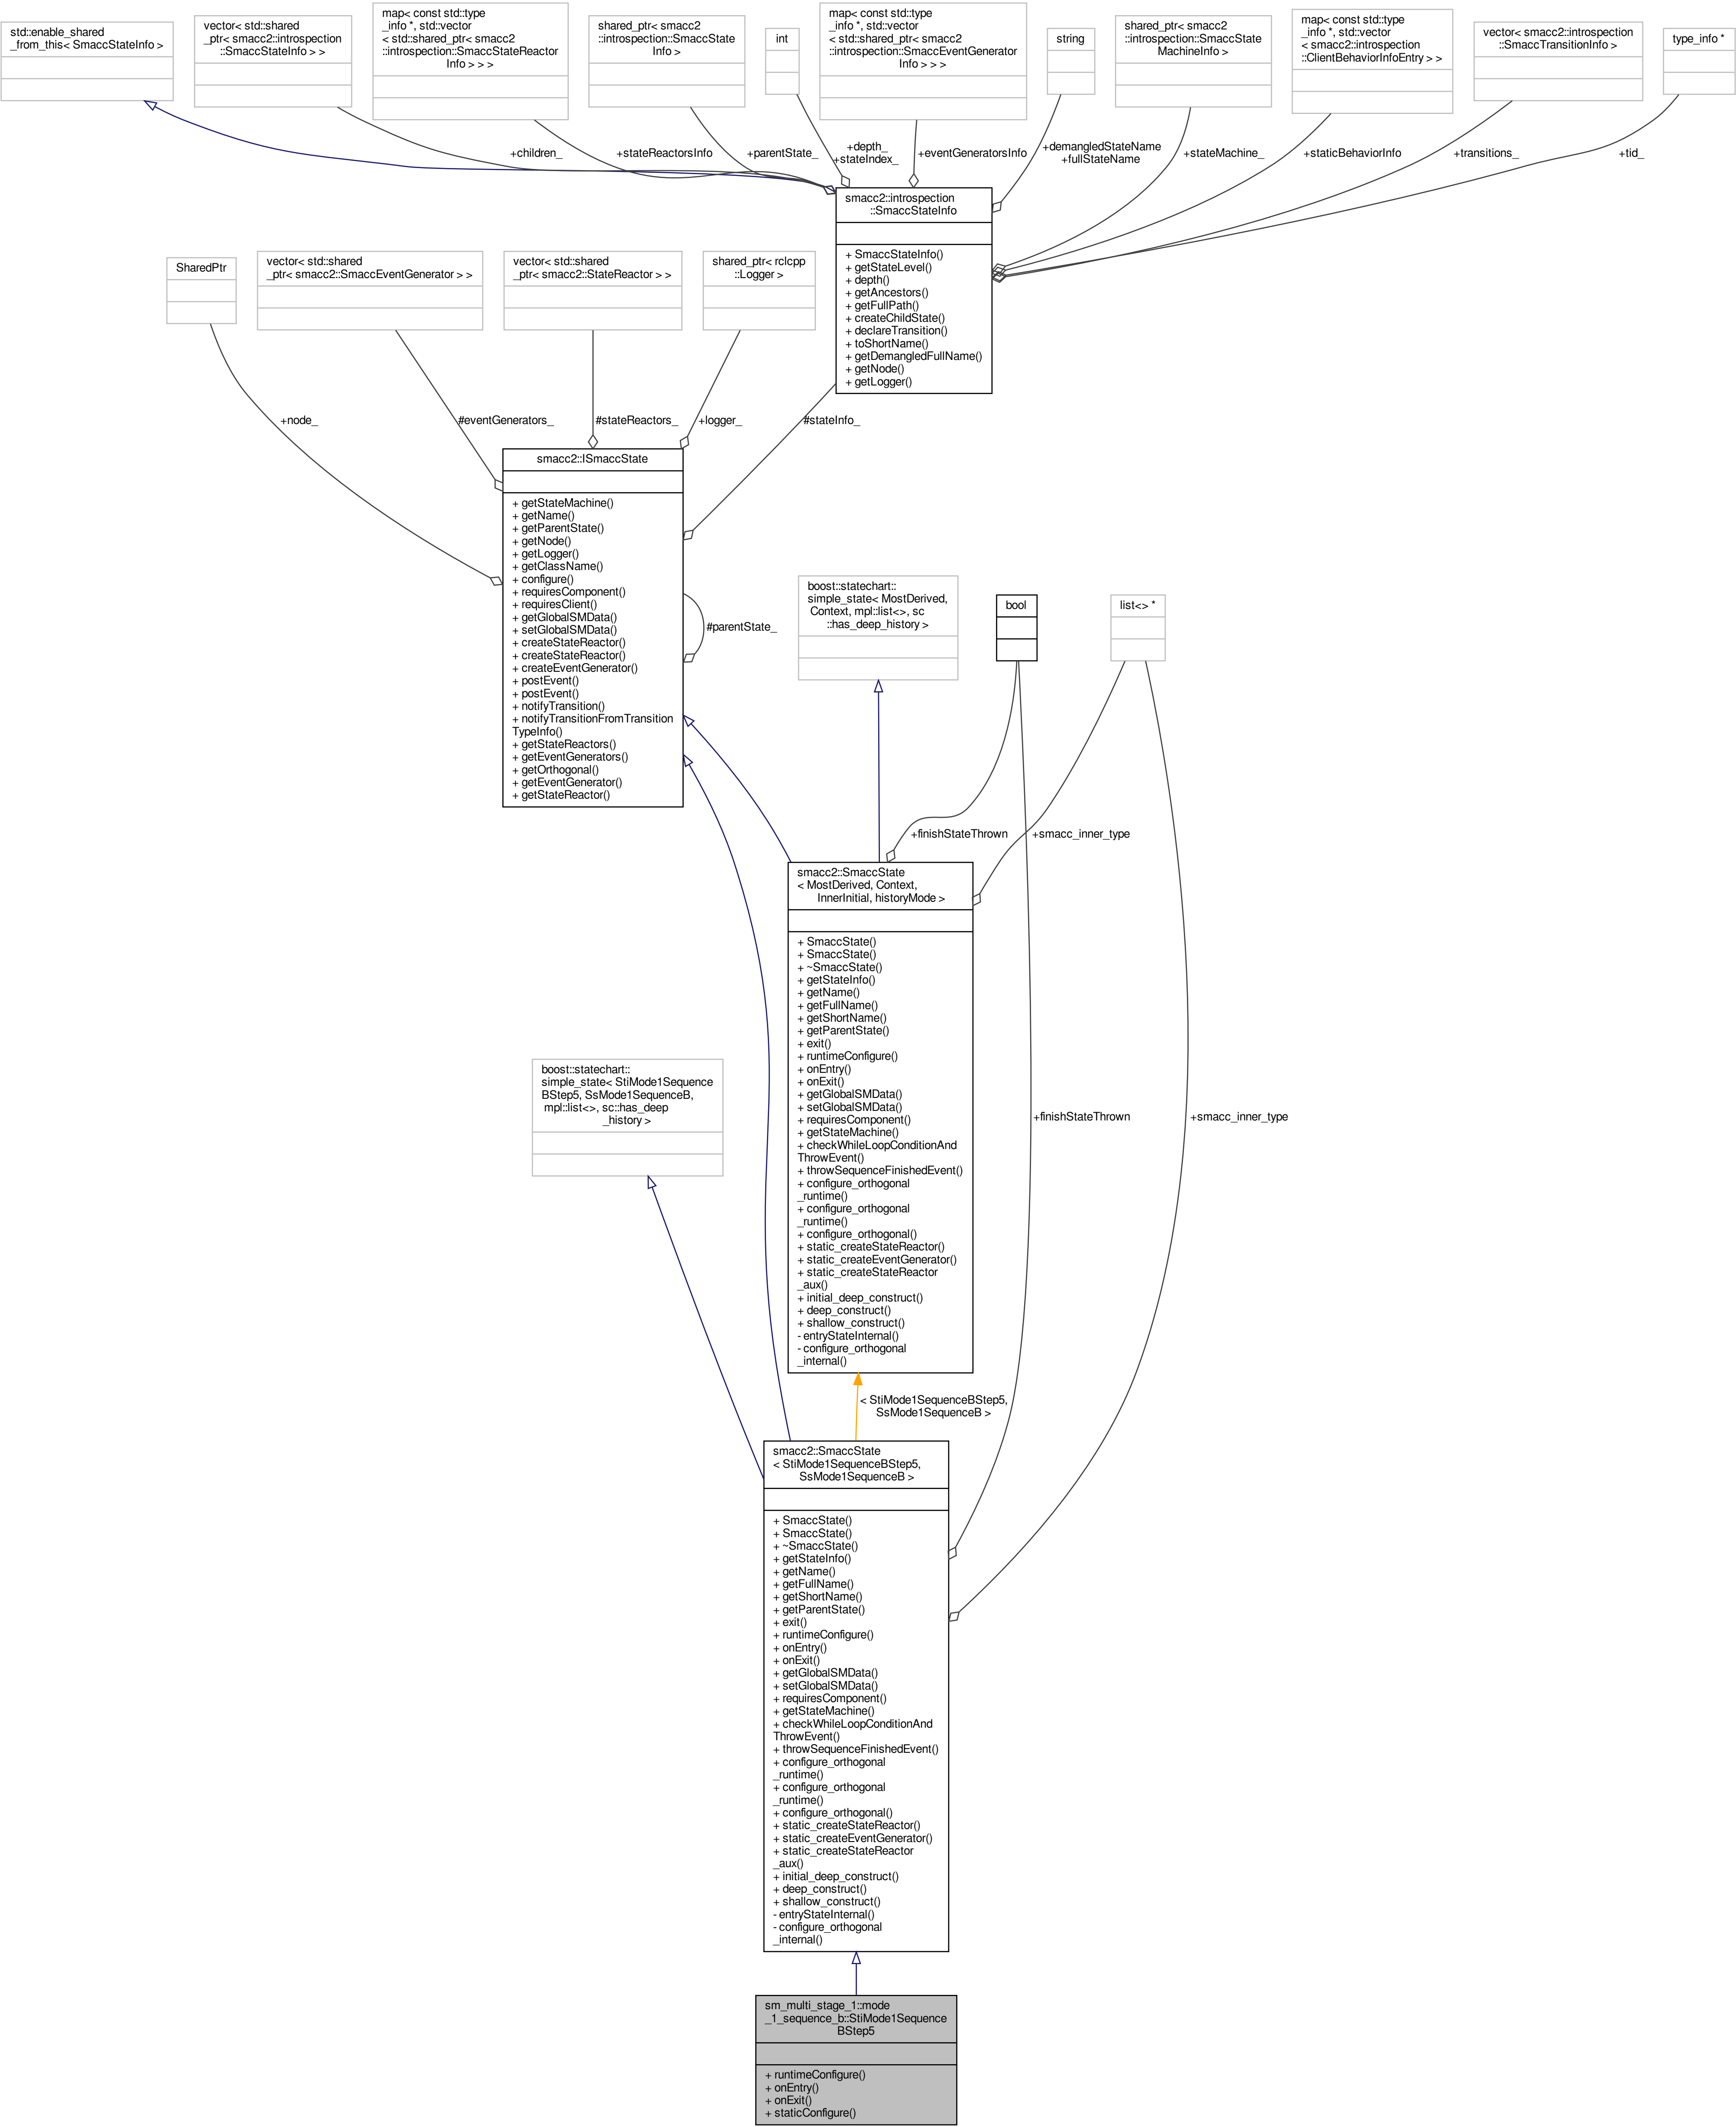 std::enable_shared
_from_this< SmaccStateInfo >
vector< std::shared
_ptr< smacc2::introspection
::SmaccStateInfo > >
map< const std::type
_info *, std::vector
< std::shared_ptr< smacc2
::introspection::SmaccStateReactor
Info > > >
shared_ptr< smacc2
::introspection::SmaccState
Info >
int
map< const std::type
_info *, std::vector
< std::shared_ptr< smacc2
::introspection::SmaccEventGenerator
Info > > >
string
shared_ptr< smacc2
::introspection::SmaccState
MachineInfo >
map< const std::type
_info *, std::vector
< smacc2::introspection
::ClientBehaviorInfoEntry > >
vector< smacc2::introspection
::SmaccTransitionInfo >
type_info *
+children_
+stateReactorsInfo
+parentState_
+depth_
+stateIndex_
+eventGeneratorsInfo
+demangledStateName
+fullStateName
+stateMachine_
+staticBehaviorInfo
+transitions_
+tid_
smacc2::introspection
::SmaccStateInfo
+ SmaccStateInfo()
+ getStateLevel()
+ depth()
+ getAncestors()
+ getFullPath()
+ createChildState()
+ declareTransition()
+ toShortName()
+ getDemangledFullName()
+ getNode()
+ getLogger()
SharedPtr
vector< std::shared
_ptr< smacc2::SmaccEventGenerator > >
vector< std::shared
_ptr< smacc2::StateReactor > >
shared_ptr< rclcpp
::Logger >
+node_
#eventGenerators_
#stateReactors_
+logger_
#stateInfo_
smacc2::ISmaccState
+ getStateMachine()
+ getName()
+ getParentState()
+ getNode()
+ getLogger()
+ getClassName()
+ configure()
+ requiresComponent()
+ requiresClient()
+ getGlobalSMData()
+ setGlobalSMData()
+ createStateReactor()
+ createStateReactor()
+ createEventGenerator()
+ postEvent()
+ postEvent()
+ notifyTransition()
+ notifyTransitionFromTransition
TypeInfo()
+ getStateReactors()
+ getEventGenerators()
+ getOrthogonal()
+ getEventGenerator()
+ getStateReactor()
#parentState_
boost::statechart::
simple_state< MostDerived,
Context, mpl::list<>, sc
::has_deep_history >
bool
list<> *
+finishStateThrown
+smacc_inner_type
smacc2::SmaccState
< MostDerived, Context,
InnerInitial, historyMode >
+ SmaccState()
+ SmaccState()
+ ~SmaccState()
+ getStateInfo()
+ getName()
+ getFullName()
+ getShortName()
+ getParentState()
+ exit()
+ runtimeConfigure()
+ onEntry()
+ onExit()
+ getGlobalSMData()
+ setGlobalSMData()
+ requiresComponent()
+ getStateMachine()
+ checkWhileLoopConditionAnd
ThrowEvent()
+ throwSequenceFinishedEvent()
+ configure_orthogonal
_runtime()
+ configure_orthogonal
_runtime()
+ configure_orthogonal()
+ static_createStateReactor()
+ static_createEventGenerator()
+ static_createStateReactor
_aux()
+ initial_deep_construct()
+ deep_construct()
+ shallow_construct()
- entryStateInternal()
- configure_orthogonal
_internal()
boost::statechart::
simple_state< StiMode1Sequence
BStep5, SsMode1SequenceB,
mpl::list<>, sc::has_deep
_history >
+finishStateThrown
+smacc_inner_type
< StiMode1SequenceBStep5,
SsMode1SequenceB >
smacc2::SmaccState
< StiMode1SequenceBStep5,
SsMode1SequenceB >
+ SmaccState()
+ SmaccState()
+ ~SmaccState()
+ getStateInfo()
+ getName()
+ getFullName()
+ getShortName()
+ getParentState()
+ exit()
+ runtimeConfigure()
+ onEntry()
+ onExit()
+ getGlobalSMData()
+ setGlobalSMData()
+ requiresComponent()
+ getStateMachine()
+ checkWhileLoopConditionAnd
ThrowEvent()
+ throwSequenceFinishedEvent()
+ configure_orthogonal
_runtime()
+ configure_orthogonal
_runtime()
+ configure_orthogonal()
+ static_createStateReactor()
+ static_createEventGenerator()
+ static_createStateReactor
_aux()
+ initial_deep_construct()
+ deep_construct()
+ shallow_construct()
- entryStateInternal()
- configure_orthogonal
_internal()
sm_multi_stage_1::mode
_1_sequence_b::StiMode1Sequence
BStep5
+ runtimeConfigure()
+ onEntry()
+ onExit()
+ staticConfigure()